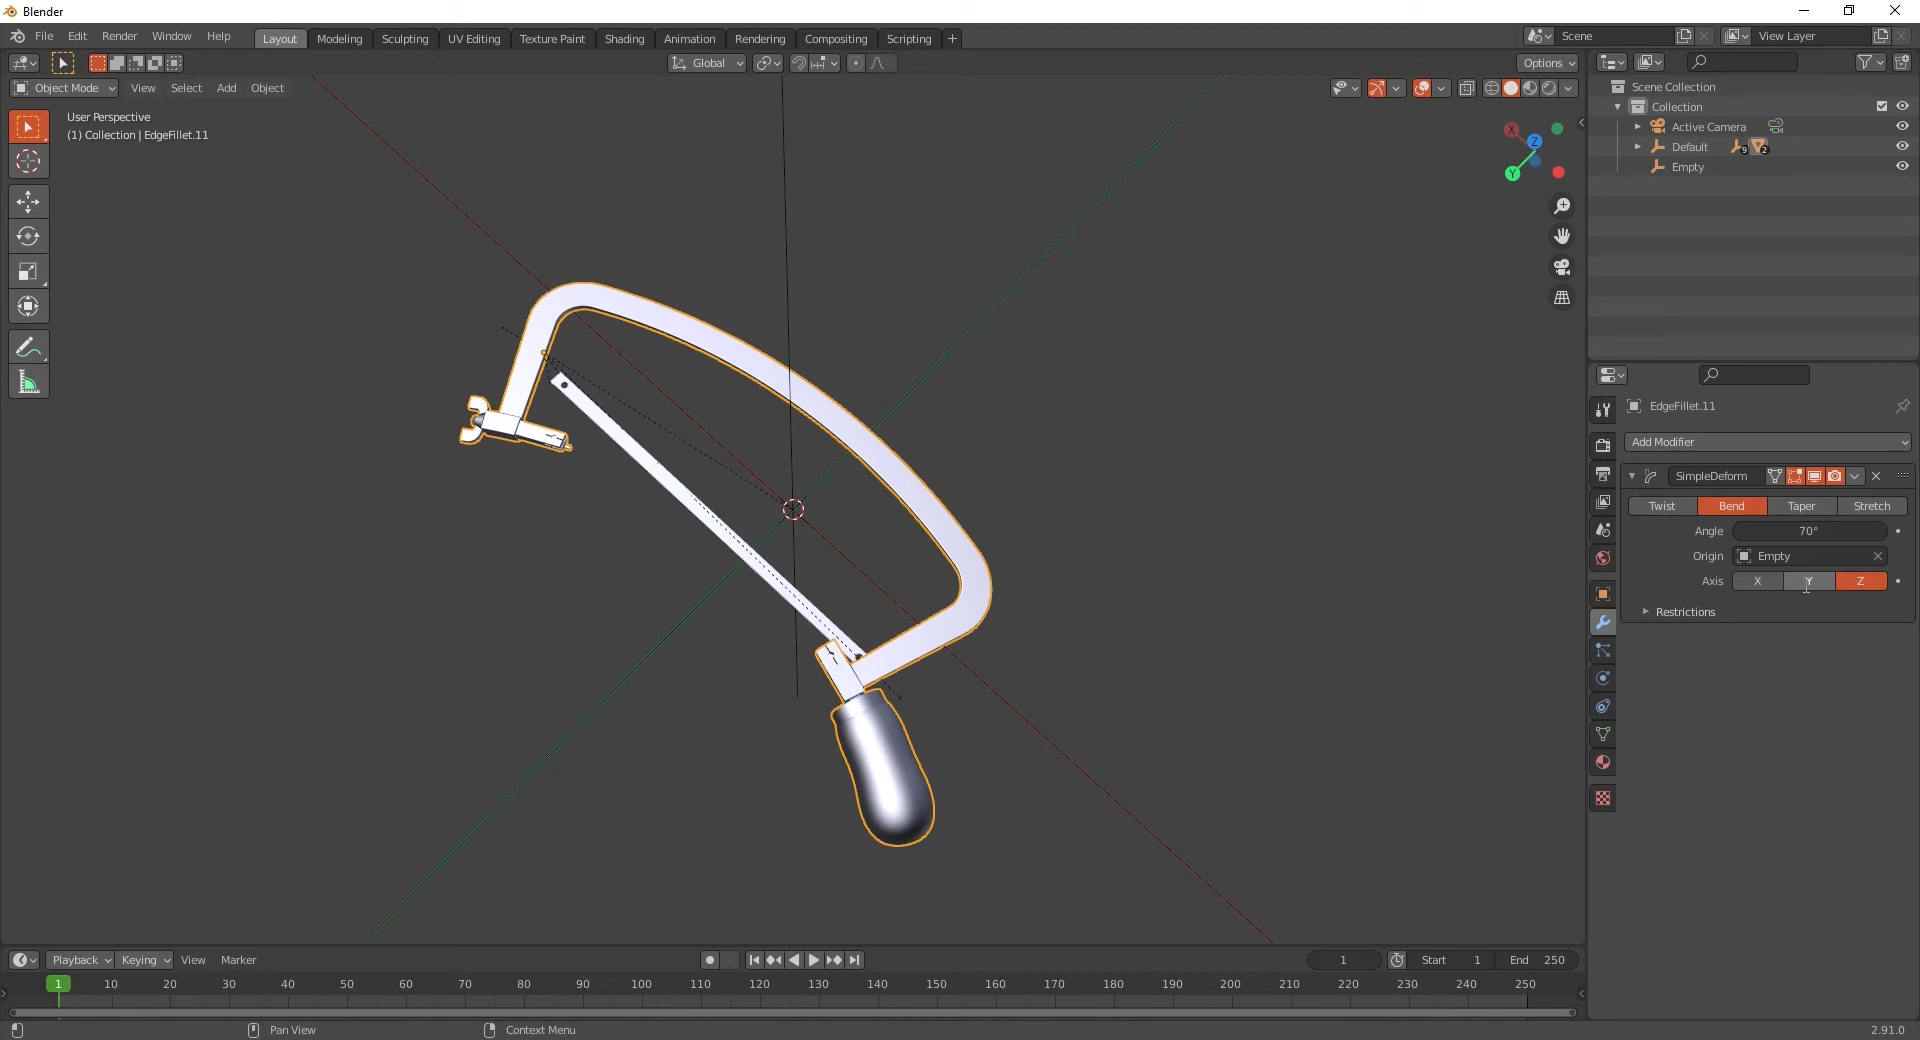 Blender
File Edit Render Window Help Layout Modeling Sculpting UV Editing Texture Paint Shading Animation Rendering Compositing Scripting + Scene View Layer
Global Options
Object Mode View Select Add Object
User Perspective
(1) Collection | EdgeFillet.11
X
Z
Y
Scene Collection
Collection
Active Camera
Default 9 2
Empty
EdgeFillet.11
Add Modifier
SimpleDeform
Twist Bend Taper Stretch
Angle 70°
Origin Empty
Axis X Y Z
Restrictions
Playback Keying View Marker 1 Start 1 End 250
1 10 20 30 40 50 60 70 80 90 100 110 120 130 140 150 160 170 180 190 200 210 220 230 240 250
Pan View Context Menu 2.91.0